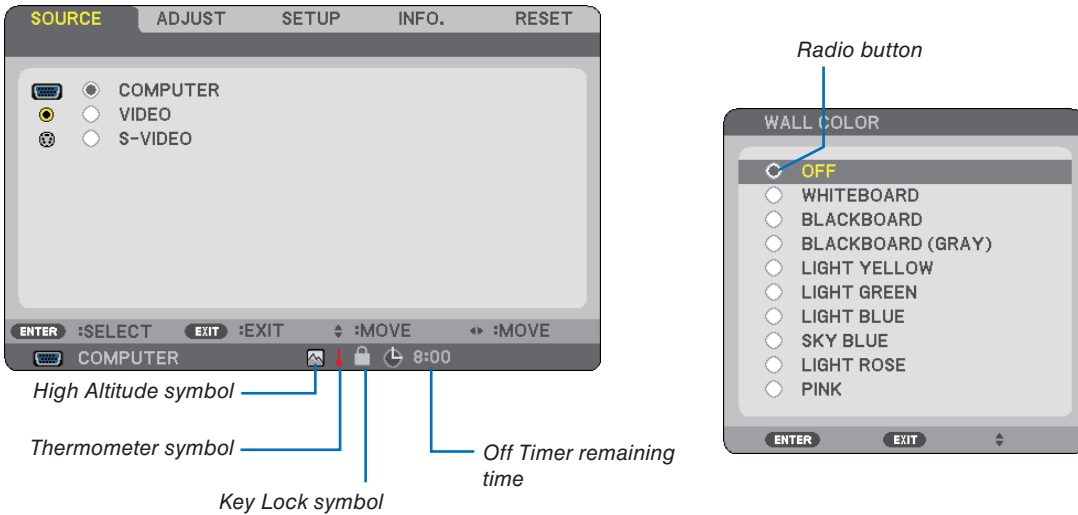 SOURCE ADJUST SETUP INFO. RESET
COMPUTER
VIDEO
S-VIDEO
ENTER :SELECT EXIT :EXIT :MOVE :MOVE
COMPUTER 8:00
High Altitude symbol
Thermometer symbol
Key Lock symbol
Off Timer remaining
time
Radio button
WALL COLOR
OFF
WHITEBOARD
BLACKBOARD
BLACKBOARD (GRAY)
LIGHT YELLOW
LIGHT GREEN
LIGHT BLUE
SKY BLUE
LIGHT ROSE
PINK
ENTER EXIT